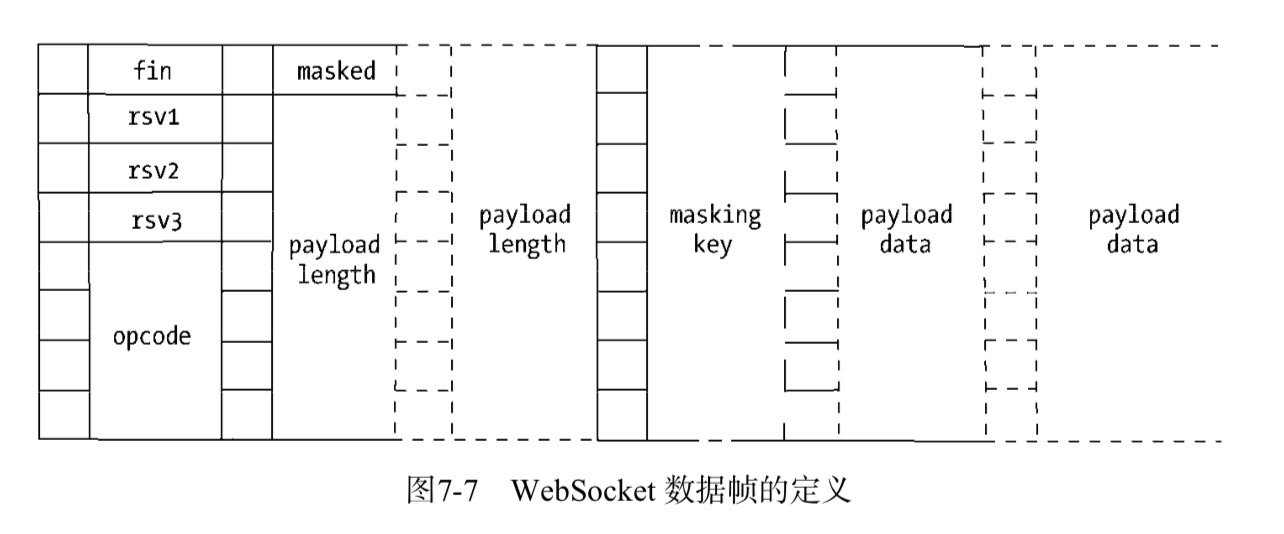 fin
rsv1
rsv2
rsv3
opcode
masked
payload
length
payload
length
masking
key
payload
data
payload
data
图7-7 WebSocket 数据帧的定义